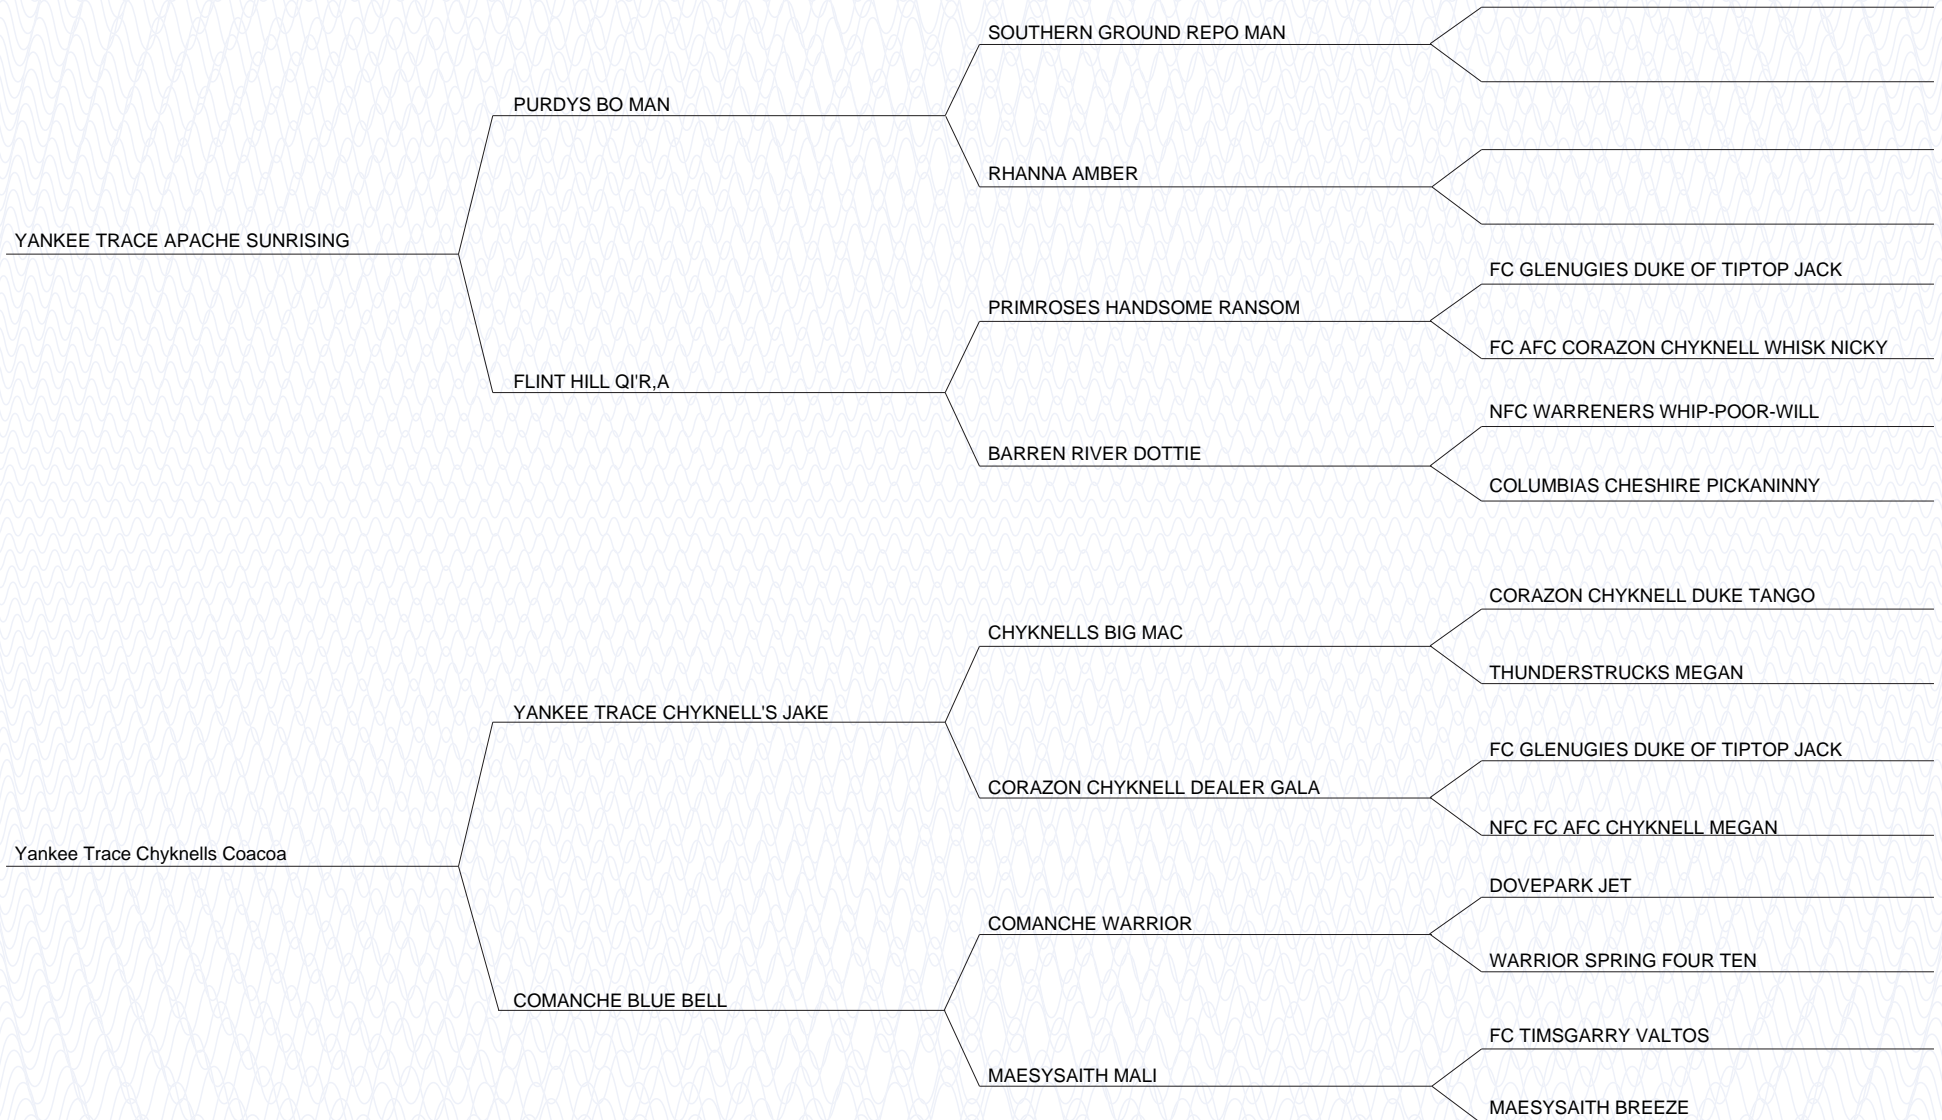 SOUTHERN GROUND REPO MAN
PURDYS BO MAN
RHANNA AMBER
YANKEE TRACE APACHE SUNRISING
FC GLENUGIES DUKE OF TIPTOP JACK
PRIMROSES HANDSOME RANSOM
FC AFC CORAZON CHYKNELL WHISK NICKY
FLINT HILL QI'R,A
NFC WARRENERS WHIP-POOR-WILL
BARREN RIVER DOTTIE
COLUMBIAS CHESHIRE PICKANINNY
CORAZON CHYKNELL DUKE TANGO
CHYKNELLS BIG MAC
THUNDERSTRUCKS MEGAN
YANKEE TRACE CHYKNELL'S JAKE
FC GLENUGIES DUKE OF TIPTOP JACK
CORAZON CHYKNELL DEALER GALA
NFC FC AFC CHYKNELL MEGAN
Yankee Trace Chyknells Coacoa
DOVEPARK JET
COMANCHE WARRIOR
WARRIOR SPRING FOUR TEN
COMANCHE BLUE BELL
FC TIMSGARRY VALTOS
MAESYSAITH MALI
MAESYSAITH BREEZE